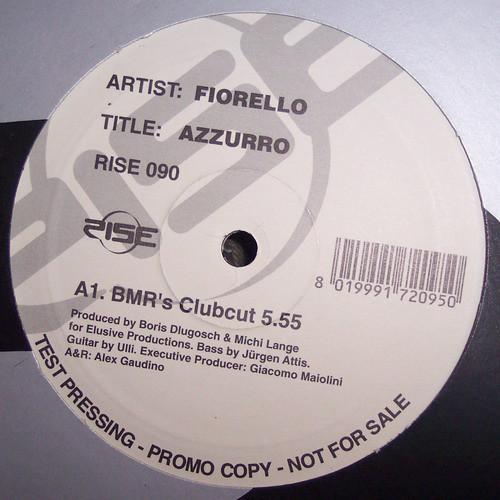 ARTIST: FIORELLO
TITLE: AZZURRO
RISE 090
RISE
8 019991 720950
A1. BMR's Clubcut 5.55
Produced by Boris Dlugosch & Michi Lange
for Elusive Productions. Bass by Jürgen Attis.
Guitar by Ulli. Executive Producer: Giacomo Maiolini
A&R: Alex Gaudino
TEST PRESSING - PROMO COPY - NOT FOR SALE